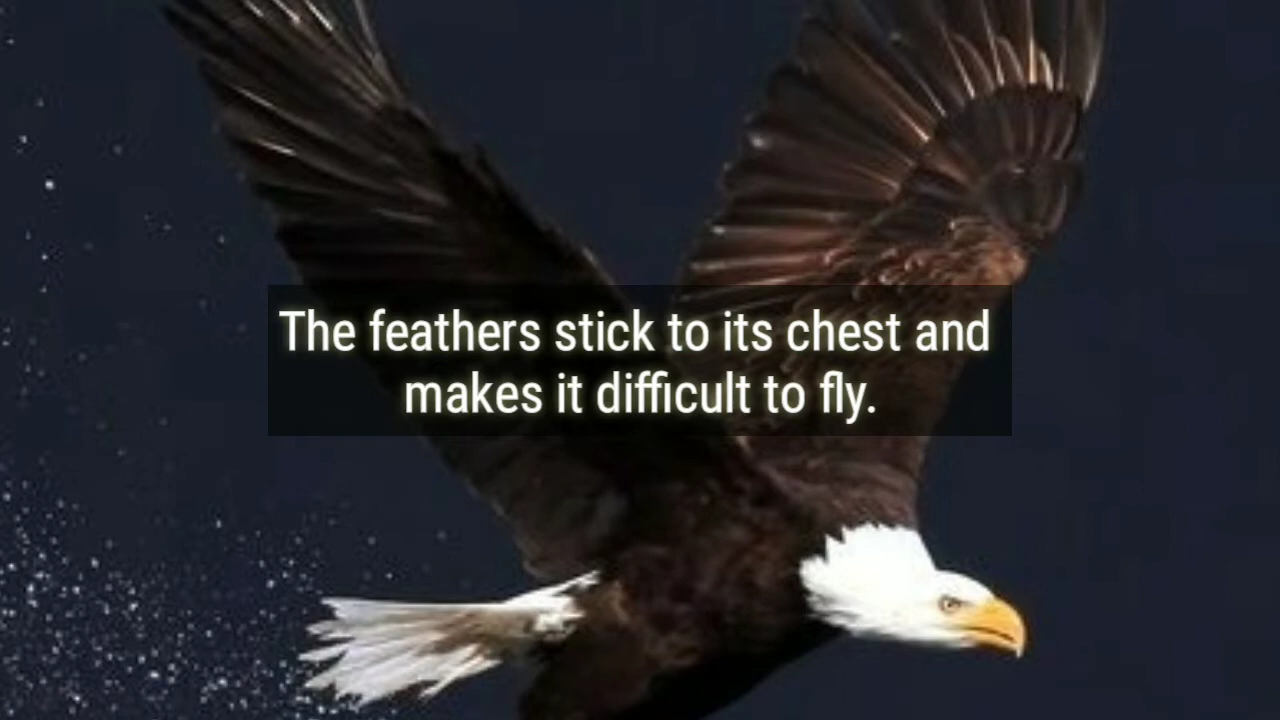 The feathers stick to its chest and
makes it difficult to fly.